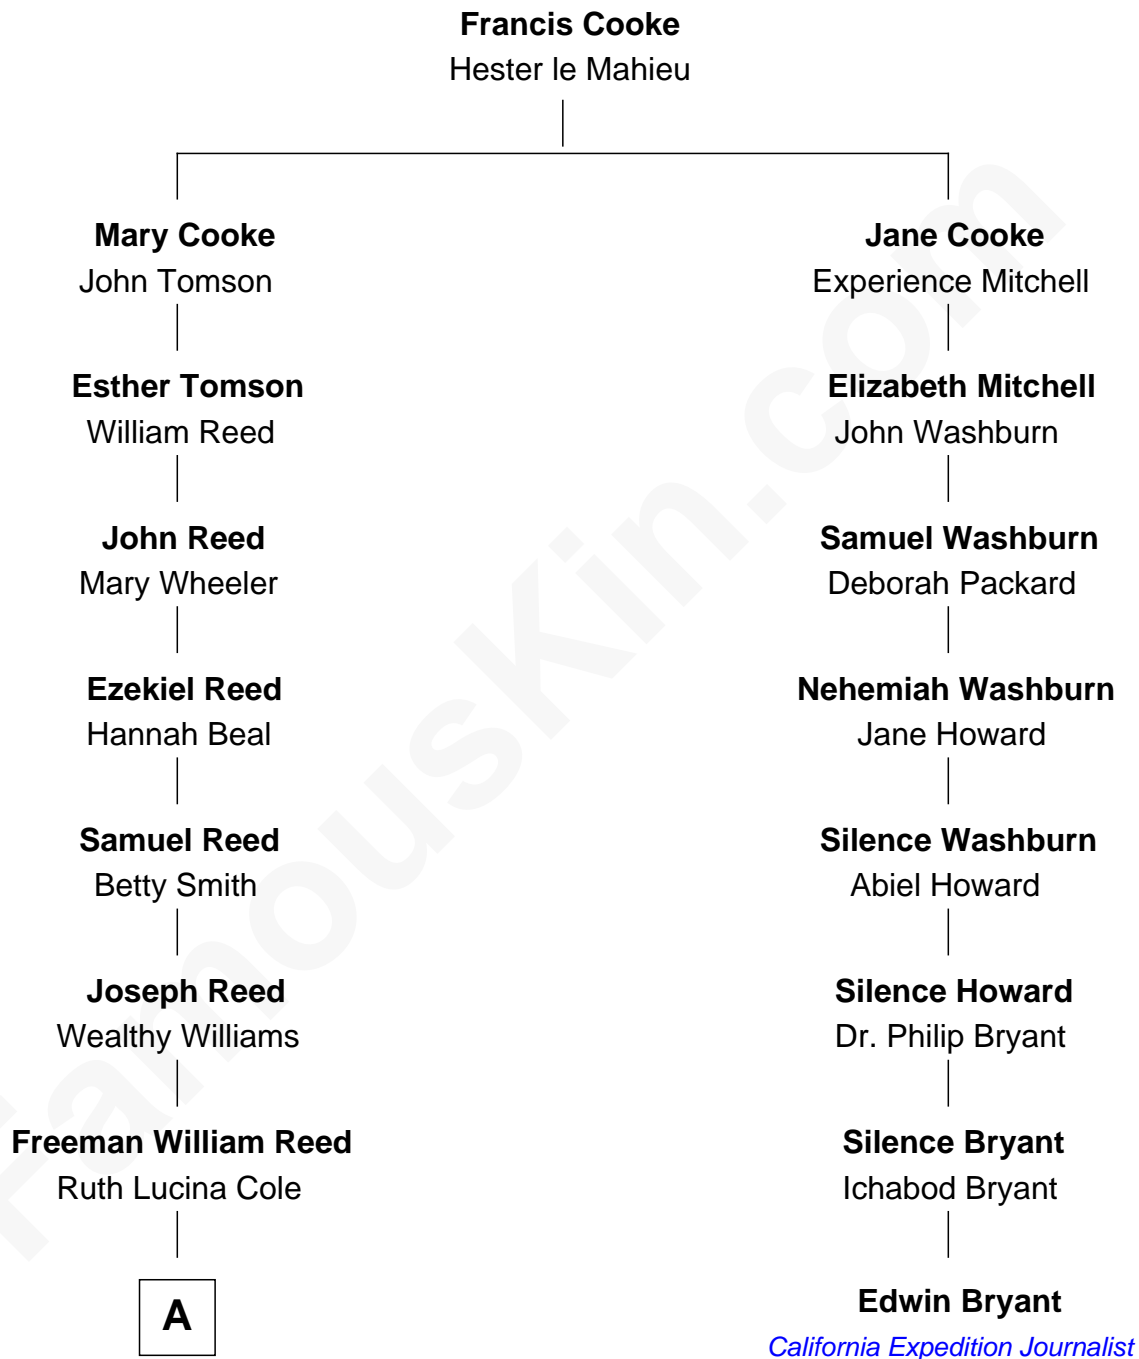 Francis Cooke
Hester le Mahieu
Mary Cooke
John Tomson
Jane Cooke
Experience Mitchell
Esther Tomson
William Reed
Elizabeth Mitchell
John Washburn
John Reed
Mary Wheeler
Samuel Washburn
Deborah Packard
Ezekiel Reed
Hannah Beal
Nehemiah Washburn
Jane Howard
Samuel Reed
Betty Smith
Silence Washburn
Abiel Howard
Joseph Reed
Wealthy Williams
Silence Howard
Dr. Philip Bryant
Freeman William Reed
Ruth Lucina Cole
Silence Bryant
Ichabod Bryant
A
Edwin Bryant
California Expedition Journalist
FamousKin.com